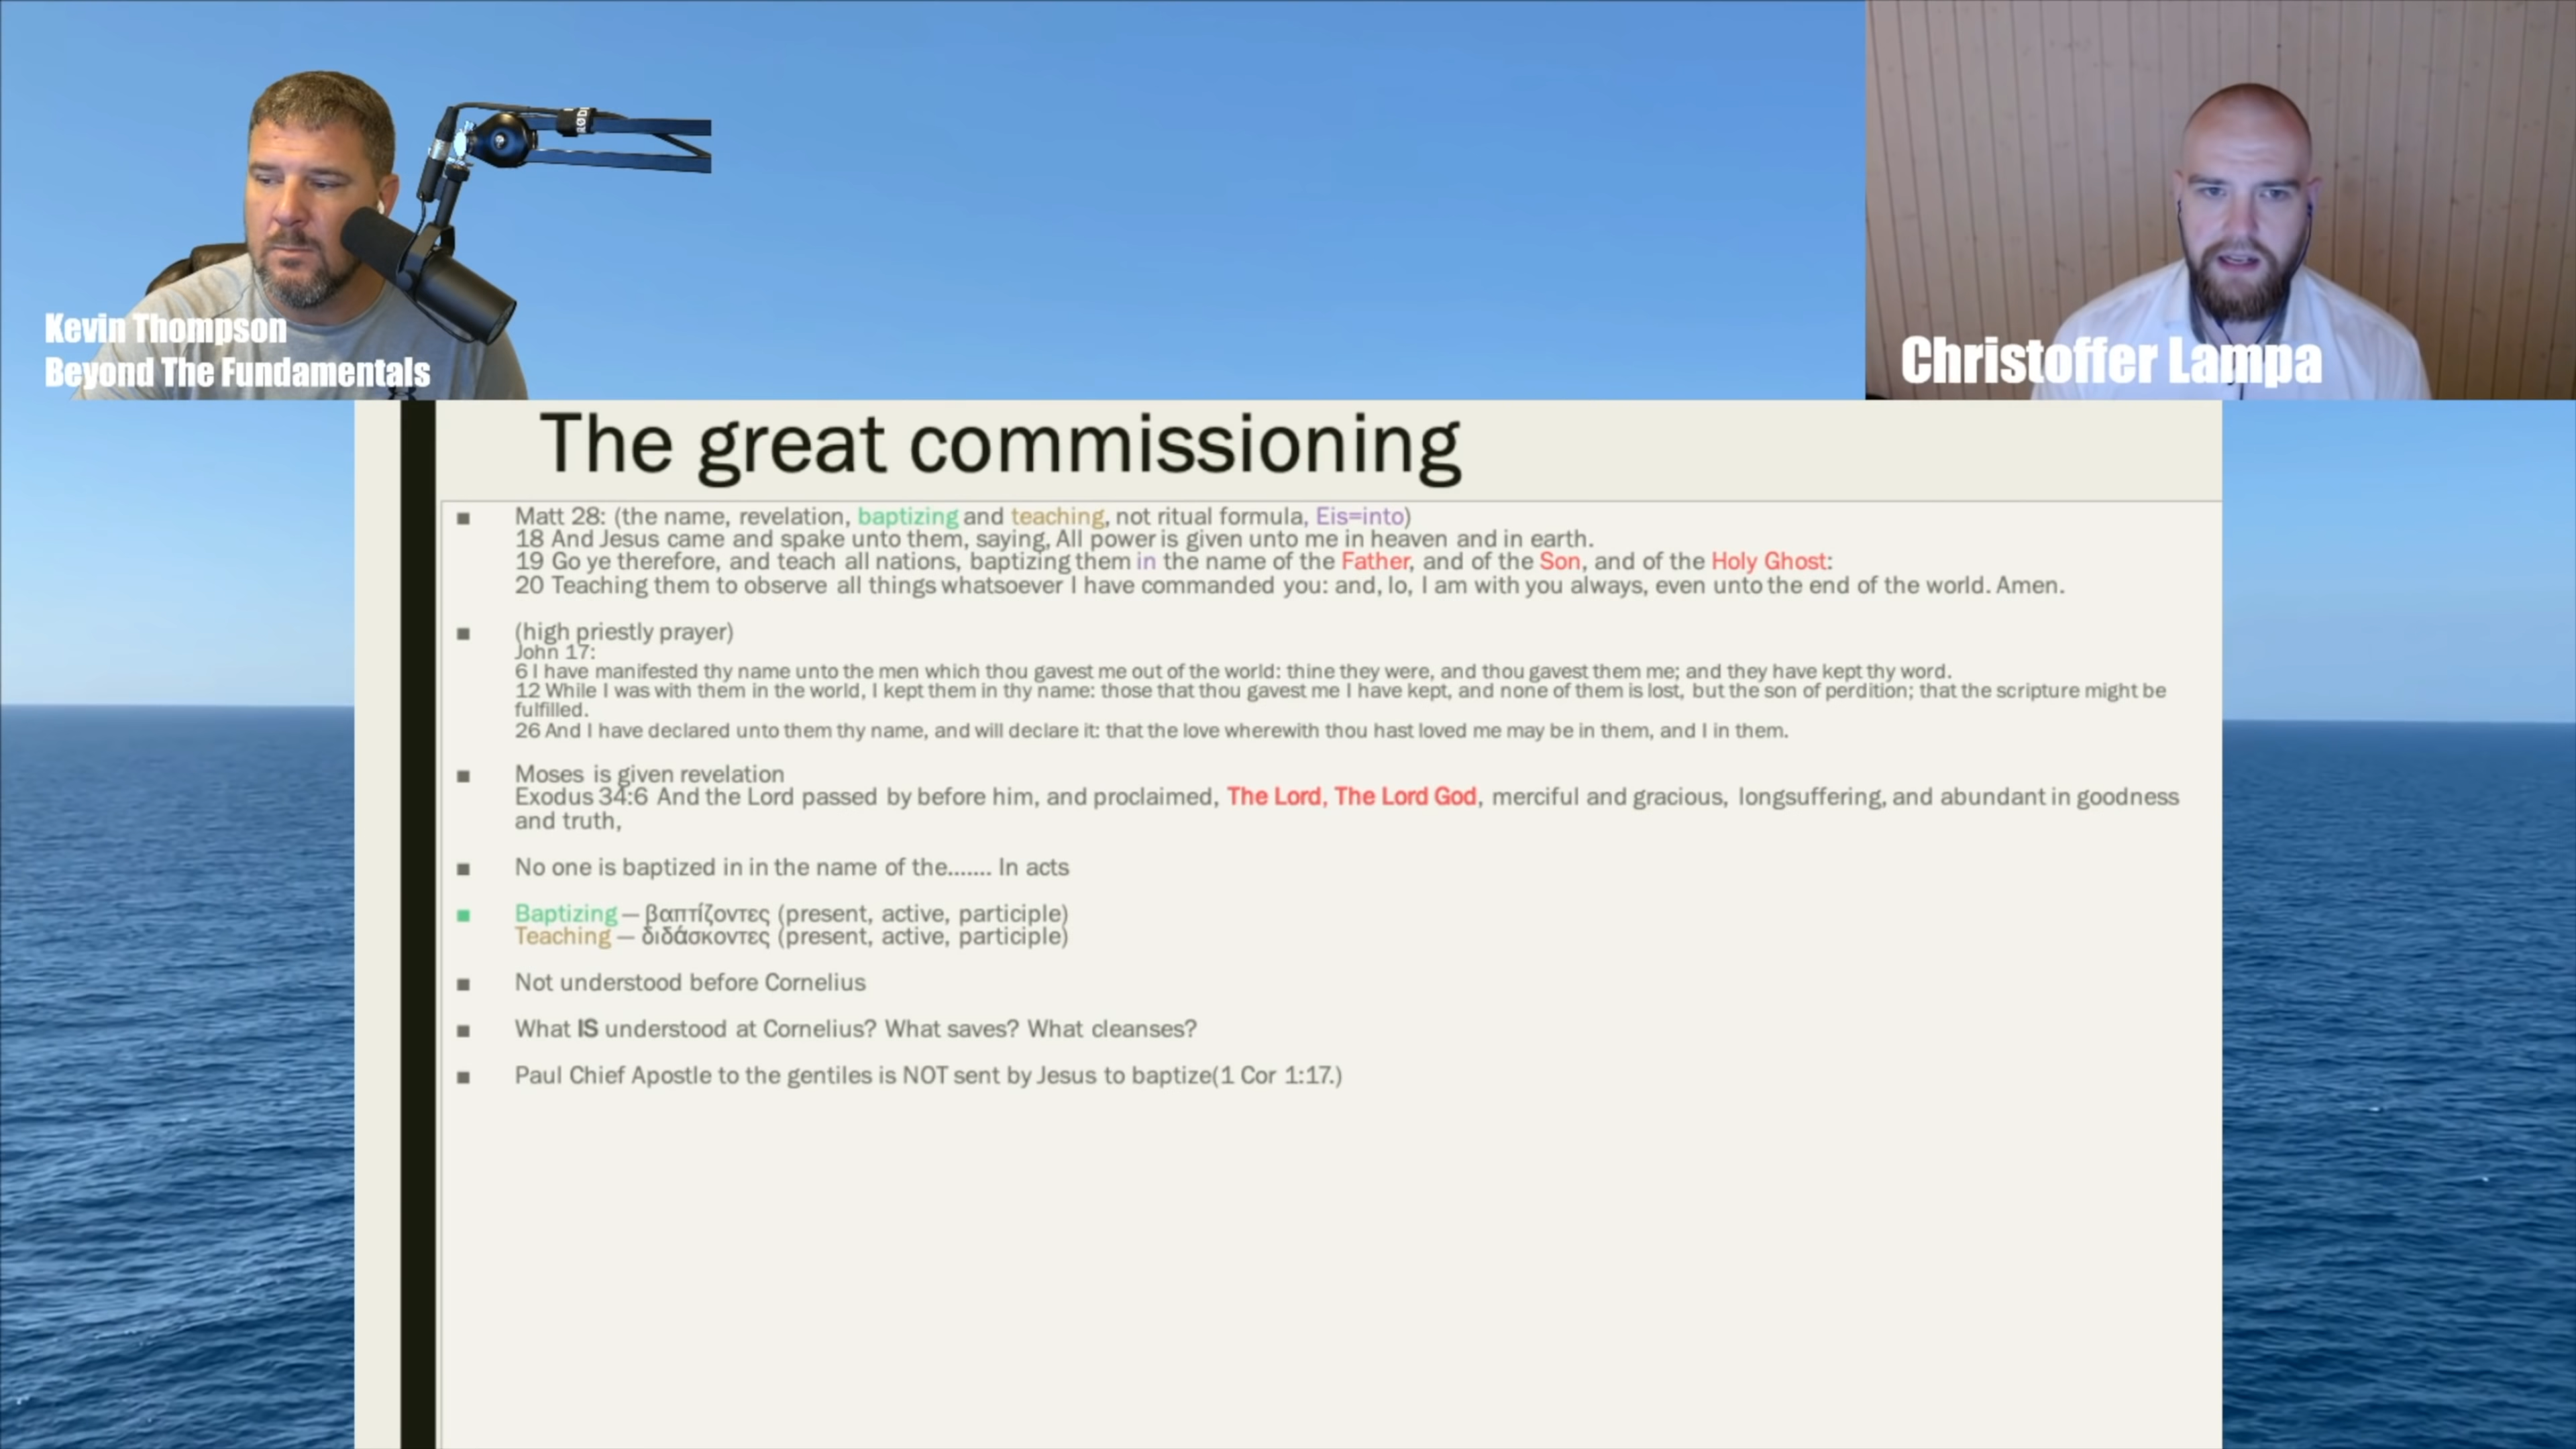 RØDE
Kevin Thompson
Beyond The Fundamentals
Christoffer Lampa
The great commissioning
■ Matt 28: (the name, revelation, baptizing and teaching, not ritual formula, Eis=into)
18 And Jesus came and spake unto them, saying, All power is given unto me in heaven and in earth.
19 Go ye therefore, and teach all nations, baptizing them in the name of the Father, and of the Son, and of the Holy Ghost:
20 Teaching them to observe all things whatsoever I have commanded you: and, lo, I am with you always, even unto the end of the world. Amen.
■ (high priestly prayer)
John 17:
6 I have manifested thy name unto the men which thou gavest me out of the world: thine they were, and thou gavest them me; and they have kept thy word.
12 While I was with them in the world, I kept them in thy name: those that thou gavest me I have kept, and none of them is lost, but the son of perdition; that the scripture might be
fulfilled.
26 And I have declared unto them thy name, and will declare it: that the love wherewith thou hast loved me may be in them, and I in them.
■ Moses is given revelation
Exodus 34:6 And the Lord passed by before him, and proclaimed, The Lord, The Lord God, merciful and gracious, longsuffering, and abundant in goodness
and truth,
■ No one is baptized in in the name of the....... In acts
■ Baptizing – βαπτίζοντες (present, active, participle)
Teaching – διδάσκοντες (present, active, participle)
■ Not understood before Cornelius
■ What IS understood at Cornelius? What saves? What cleanses?
■ Paul Chief Apostle to the gentiles is NOT sent by Jesus to baptize(1 Cor 1:17.)